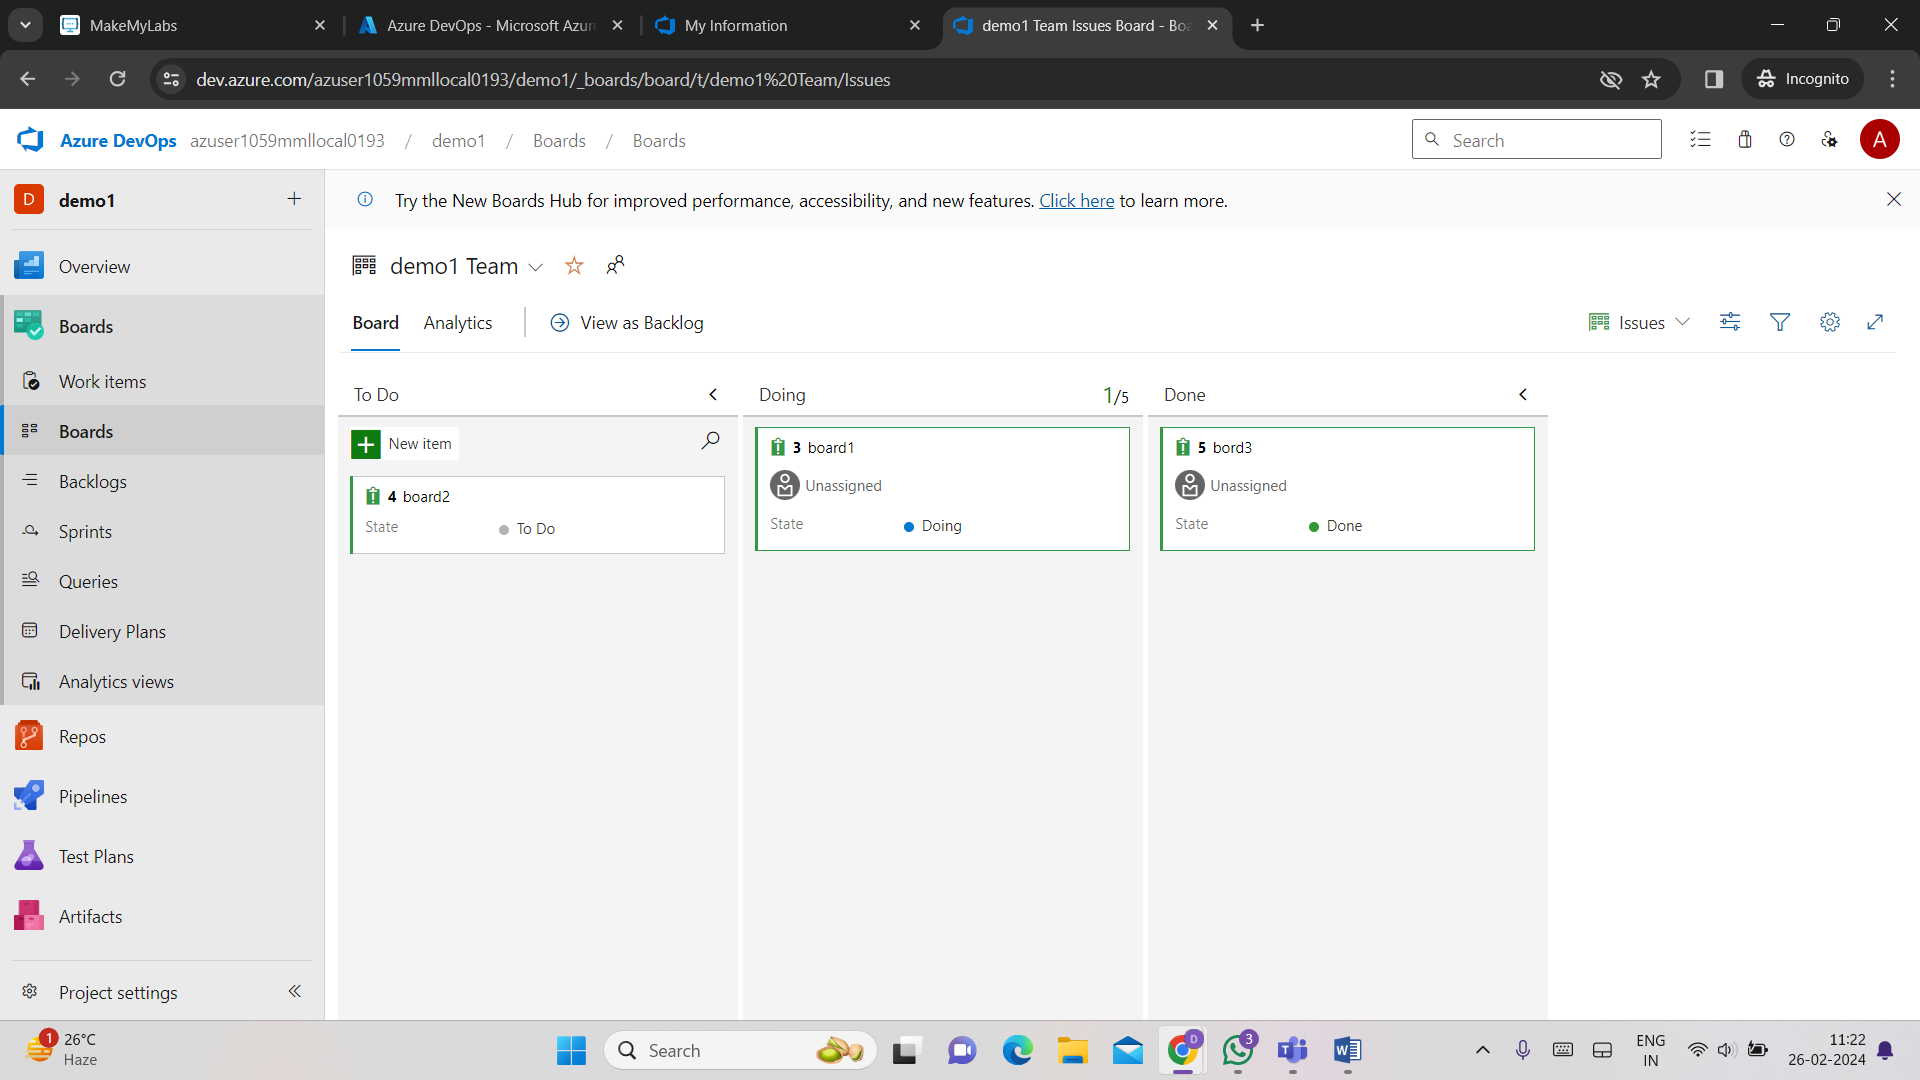 MakeMyLabs
Azure DevOps - Microsoft Azur
My Information
demo1 Team Issues Board - Boa
dev.azure.com/azuser1059mmllocal0193/demo1/_boards/board/t/demo1%20Team/Issues
Incognito
Azure DevOps azuser1059mmllocal0193 / demo1 / Boards / Boards
Search
A
D demo1
Try the New Boards Hub for improved performance, accessibility, and new features. Click here to learn more.
Overview
Boards
Work items
Boards
Backlogs
Sprints
Queries
Delivery Plans
Analytics views
Repos
Pipelines
Test Plans
Artifacts
Project settings
demo1 Team
Board Analytics View as Backlog
Issues
To Do
New item
4 board2
State To Do
Doing 1/5
3 board1
Unassigned
State Doing
Done
5 bord3
Unassigned
State Done
1
26°C
Haze
Search
D
3
ENG
IN
11:22
26-02-2024